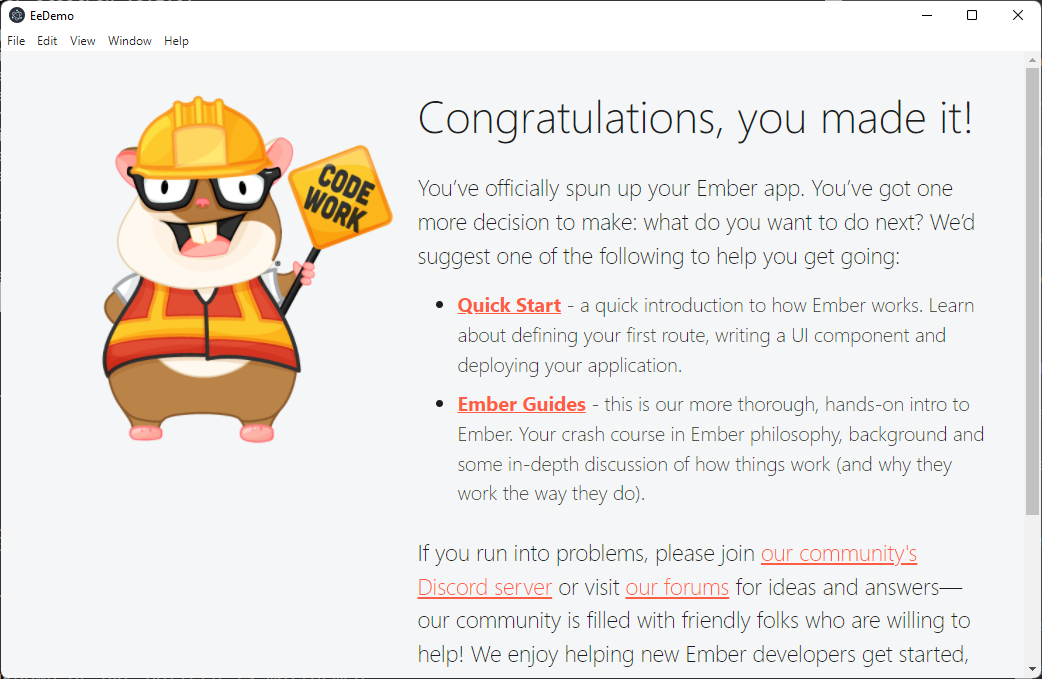 EeDemo
File Edit View Window Help
CODE
WORK
Congratulations, you made it!
You’ve officially spun up your Ember app. You’ve got one
more decision to make: what do you want to do next? We’d
suggest one of the following to help you get going:
Quick Start - a quick introduction to how Ember works. Learn
about defining your first route, writing a UI component and
deploying your application.
Ember Guides - this is our more thorough, hands-on intro to
Ember. Your crash course in Ember philosophy, background and
some in-depth discussion of how things work (and why they
work the way they do).
If you run into problems, please join our community's
Discord server or visit our forums for ideas and answers—
our community is filled with friendly folks who are willing to
help! We enjoy helping new Ember developers get started,